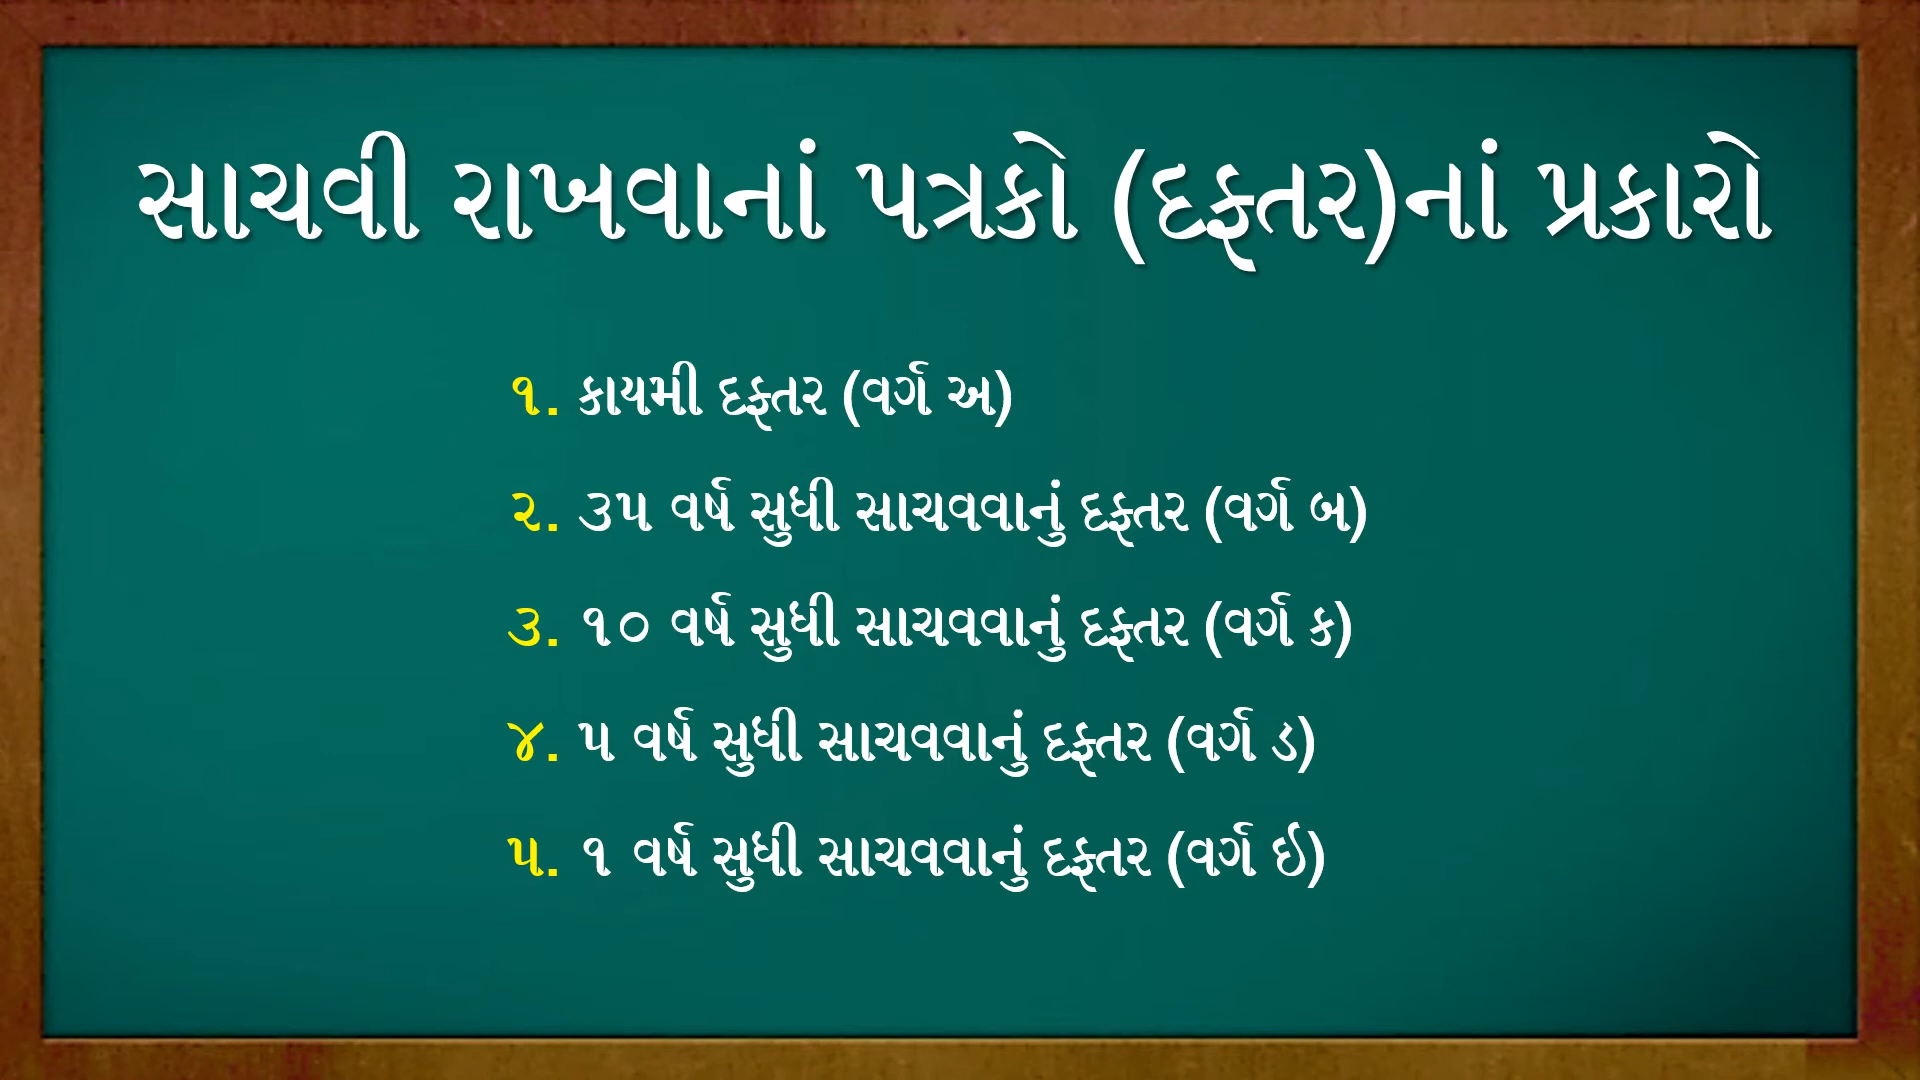 સાચવી રાખવાનાં પત્રકો (દફ્તર)નાં પ્રકારો
૧. કાયમી દફ્તર (વર્ગ અ)
૨. ૩૫ વર્ષ સુધી સાચવવાનું દફ્તર (વર્ગ બ)
૩. ૧૦ વર્ષ સુધી સાચવવાનું દફ્તર (વર્ગ ક)
૪. ૫ વર્ષ સુધી સાચવવાનું દફ્તર (વર્ગ ડ)
૫. ૧ વર્ષ સુધી સાચવવાનું દફ્તર (વર્ગ ઈ)